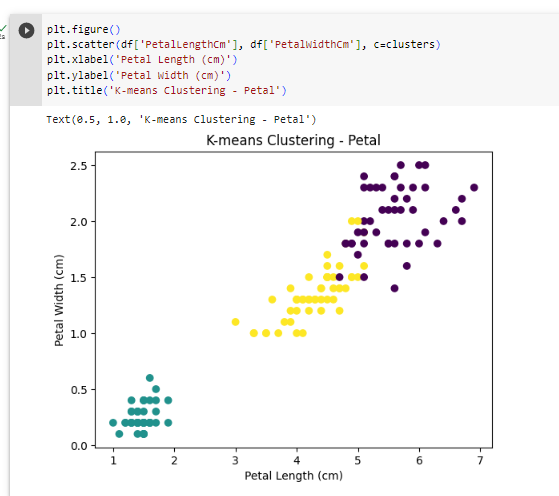 plt.figure()
plt.scatter(df['PetalLengthCm'], df['PetalWidthCm'], c=clusters)
plt.xlabel('Petal Length (cm)')
plt.ylabel('Petal Width (cm)')
plt.title('K-means Clustering - Petal')
Text(0.5, 1.0, 'K-means Clustering - Petal')
K-means Clustering - Petal
2.5
2.0
1.5
1.0
0.5
0.0
Petal Width (cm)
1 2 3 4 5 6 7
Petal Length (cm)